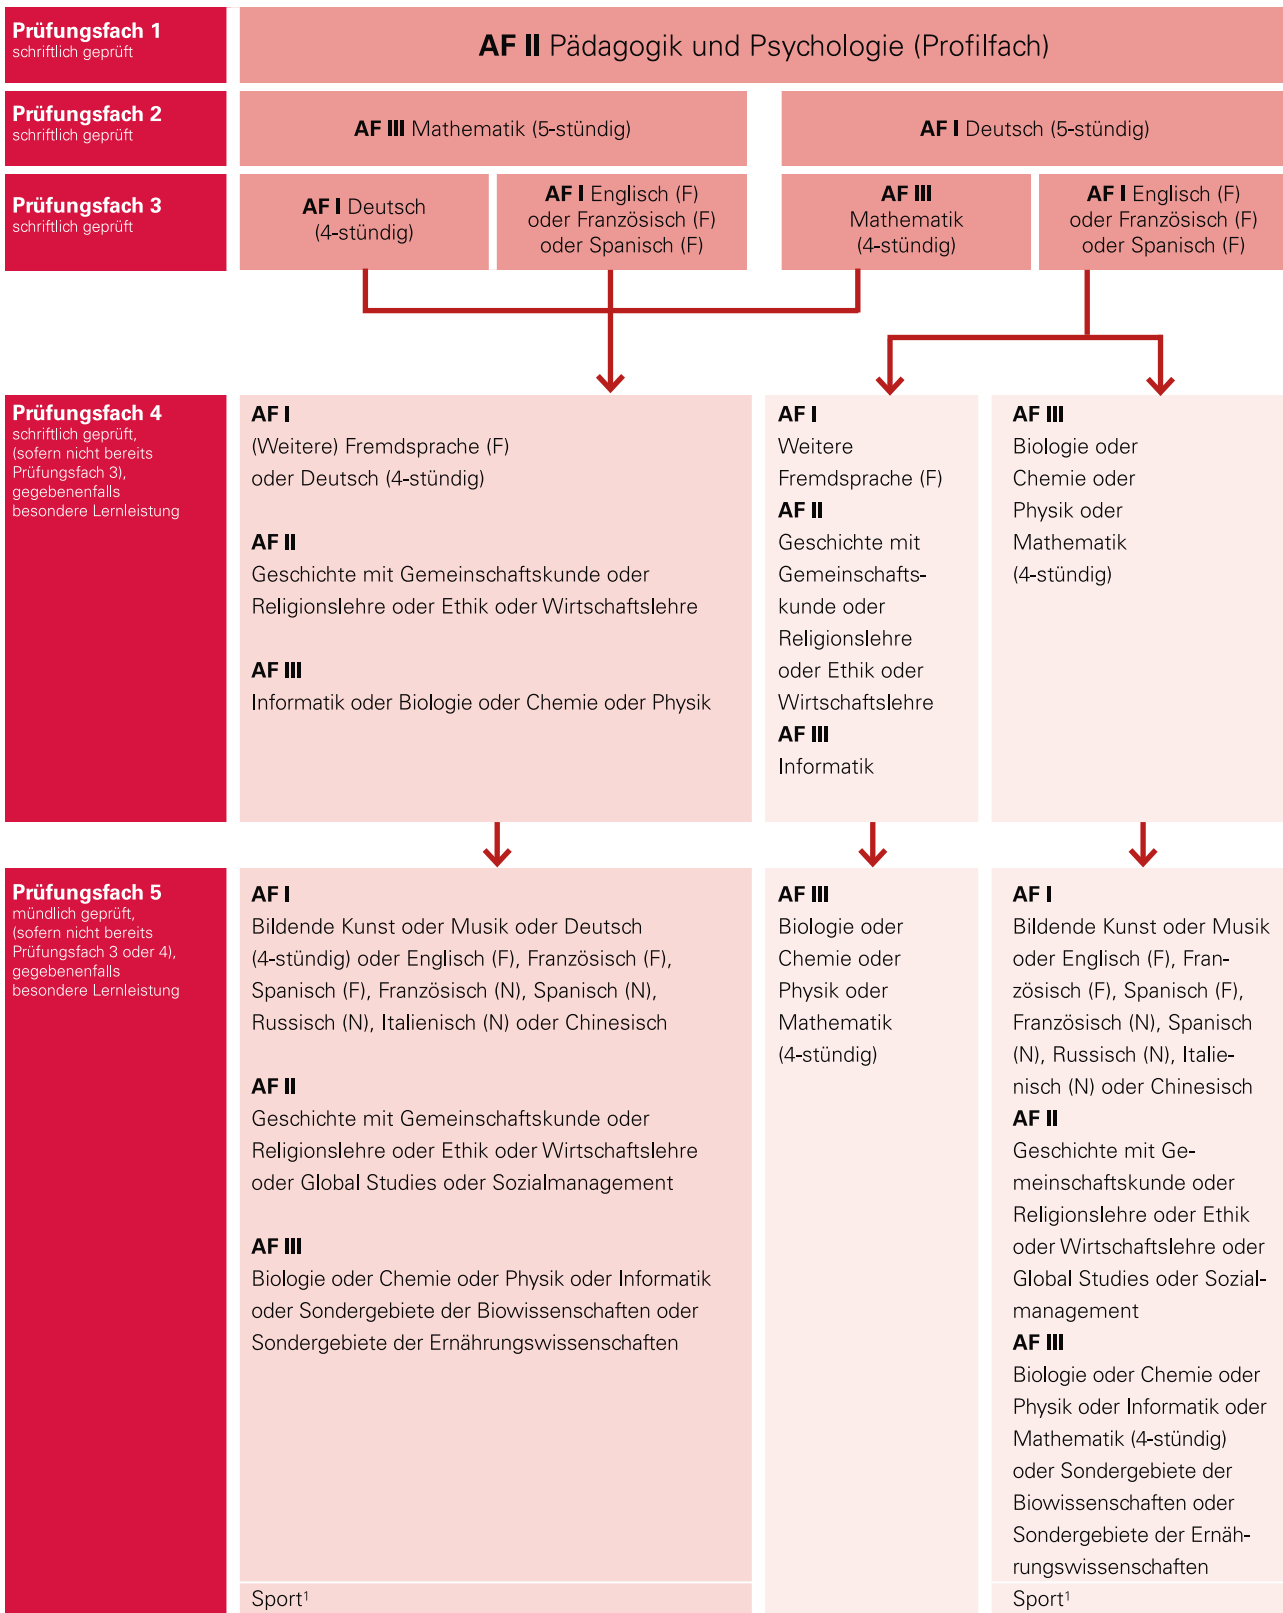 Prüfungsfach 1
schriftlich geprüft
AF II Pädagogik und Psychologie (Profilfach)
Prüfungsfach 2
schriftlich geprüft
AF III Mathematik (5-stündig)
AF I Deutsch (5-stündig)
Prüfungsfach 3
schriftlich geprüft
AF I Deutsch
(4-stündig)
AF I Englisch (F)
oder Französisch (F)
oder Spanisch (F)
AF III
Mathematik
(4-stündig)
AF I Englisch (F)
oder Französisch (F)
oder Spanisch (F)
Prüfungsfach 4
schriftlich geprüft,
(sofern nicht bereits
Prüfungsfach 3),
gegebenenfalls
besondere Lernleistung
AF I
(Weitere) Fremdsprache (F)
oder Deutsch (4-stündig)
AF II
Geschichte mit Gemeinschaftskunde oder
Religionslehre oder Ethik oder Wirtschaftslehre
AF III
Informatik oder Biologie oder Chemie oder Physik
AF I
Weitere
Fremdsprache (F)
AF II
Geschichte mit
Gemeinschafts-
kunde oder
Religionslehre
oder Ethik oder
Wirtschaftslehre
AF III
Informatik
AF III
Biologie oder
Chemie oder
Physik oder
Mathematik
(4-stündig)
Prüfungsfach 5
mündlich geprüft,
(sofern nicht bereits
Prüfungsfach 3 oder 4),
gegebenenfalls
besondere Lernleistung
AF I
Bildende Kunst oder Musik oder Deutsch
(4-stündig) oder Englisch (F), Französisch (F),
Spanisch (F), Französisch (N), Spanisch (N),
Russisch (N), Italienisch (N) oder Chinesisch
AF II
Geschichte mit Gemeinschaftskunde oder
Religionslehre oder Ethik oder Wirtschaftslehre
oder Global Studies oder Sozialmanagement
AF III
Biologie oder Chemie oder Physik oder Informatik
oder Sondergebiete der Biowissenschaften oder
Sondergebiete der Ernährungswissenschaften
Sport¹
AF III
Biologie oder
Chemie oder
Physik oder
Mathematik
(4-stündig)
AF I
Bildende Kunst oder Musik
oder Englisch (F), Fran-
zösisch (F), Spanisch (F),
Französisch (N), Spanisch
(N), Russisch (N), Italie-
nisch (N) oder Chinesisch
AF II
Geschichte mit Ge-
meinschaftskunde oder
Religionslehre oder Ethik
oder Wirtschaftslehre oder
Global Studies oder Sozial-
management
AF III
Biologie oder Chemie oder
Physik oder Informatik oder
Mathematik (4-stündig)
oder Sondergebiete der
Biowissenschaften oder
Sondergebiete der Ernäh-
rungswissenschaften
Sport¹